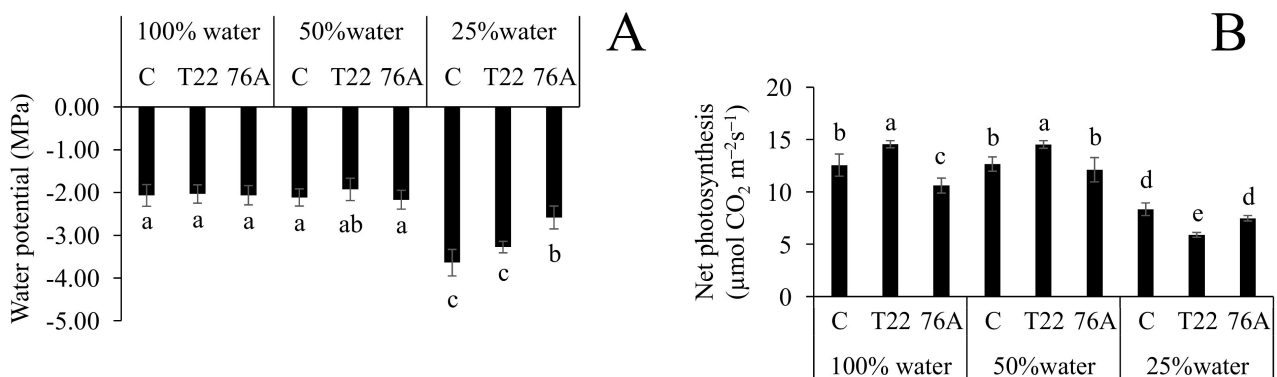 A
100% water 50%water 25%water
C T22 76A C T22 76A C T22 76A
Water potential (MPa)
0.00
-1.00
-2.00
-3.00
-4.00
-5.00
a a a a ab a c c b
B
Net photosynthesis
(µmol CO₂ m⁻²s⁻¹)
20
15
10
5
0
b a c b a b d e d
C T22 76A C T22 76A C T22 76A
100% water 50%water 25%water